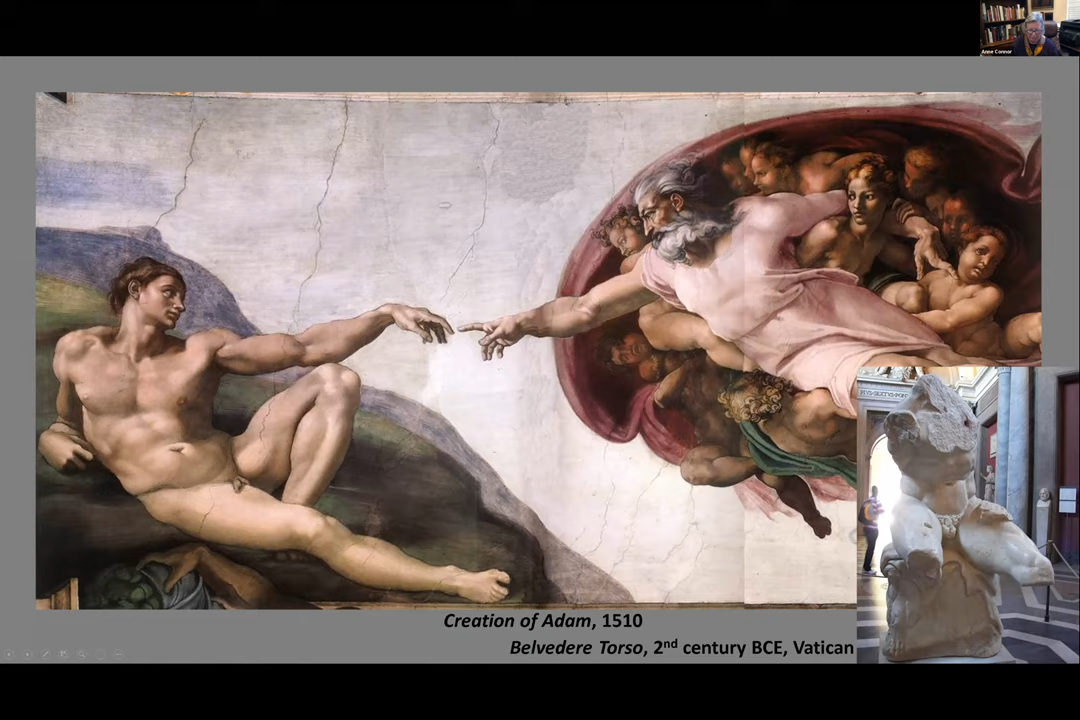 Anne Connor
Creation of Adam, 1510
Belvedere Torso, 2nd century BCE, Vatican